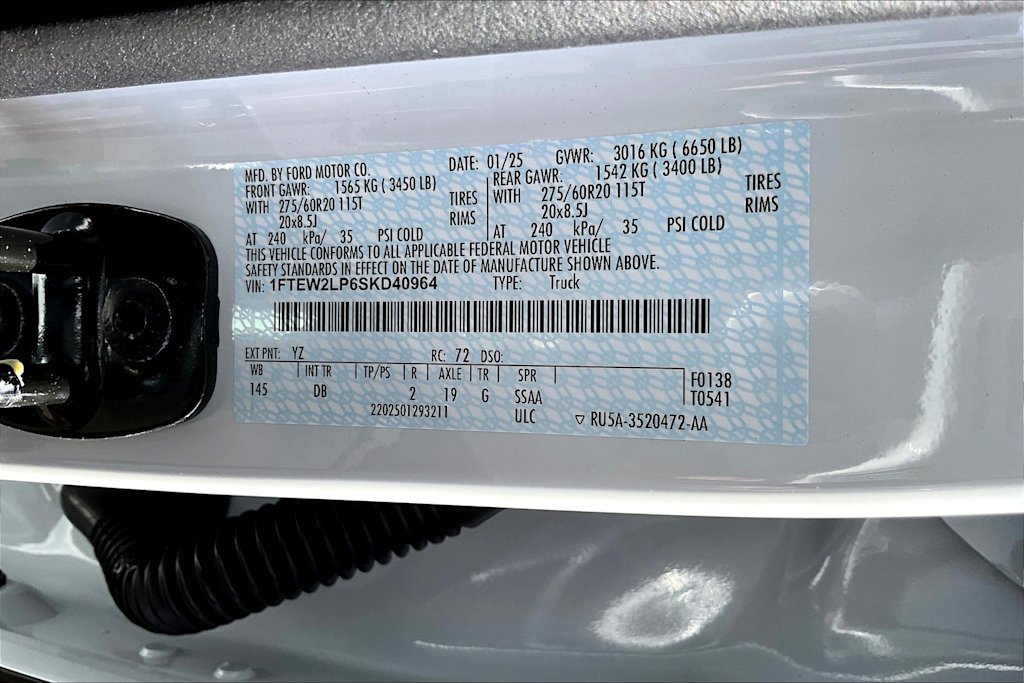 MFD. BY FORD MOTOR CO. DATE: 01/25 GVWR: 3016 KG ( 6650 LB)
FRONT GAWR: 1565 KG ( 3450 LB) REAR GAWR: 1542 KG ( 3400 LB)
WITH 275/60R20 115T TIRES WITH 275/60R20 115T TIRES
20x8.5J RIMS 20x8.5J RIMS
AT 240 kPa/ 35 PSI COLD AT 240 kPa/ 35 PSI COLD
THIS VEHICLE CONFORMS TO ALL APPLICABLE FEDERAL MOTOR VEHICLE
SAFETY STANDARDS IN EFFECT ON THE DATE OF MANUFACTURE SHOWN ABOVE.
VIN: 1FTEW2LP6SKD40964 TYPE: Truck
EXT PNT: YZ RC: 72 DSO:
WB INT TR TP/PS R AXLE TR SPR F0138
145 DB 2 19 G SSAA T0541
2202501293211 ULC ▽ RU5A-3520472-AA